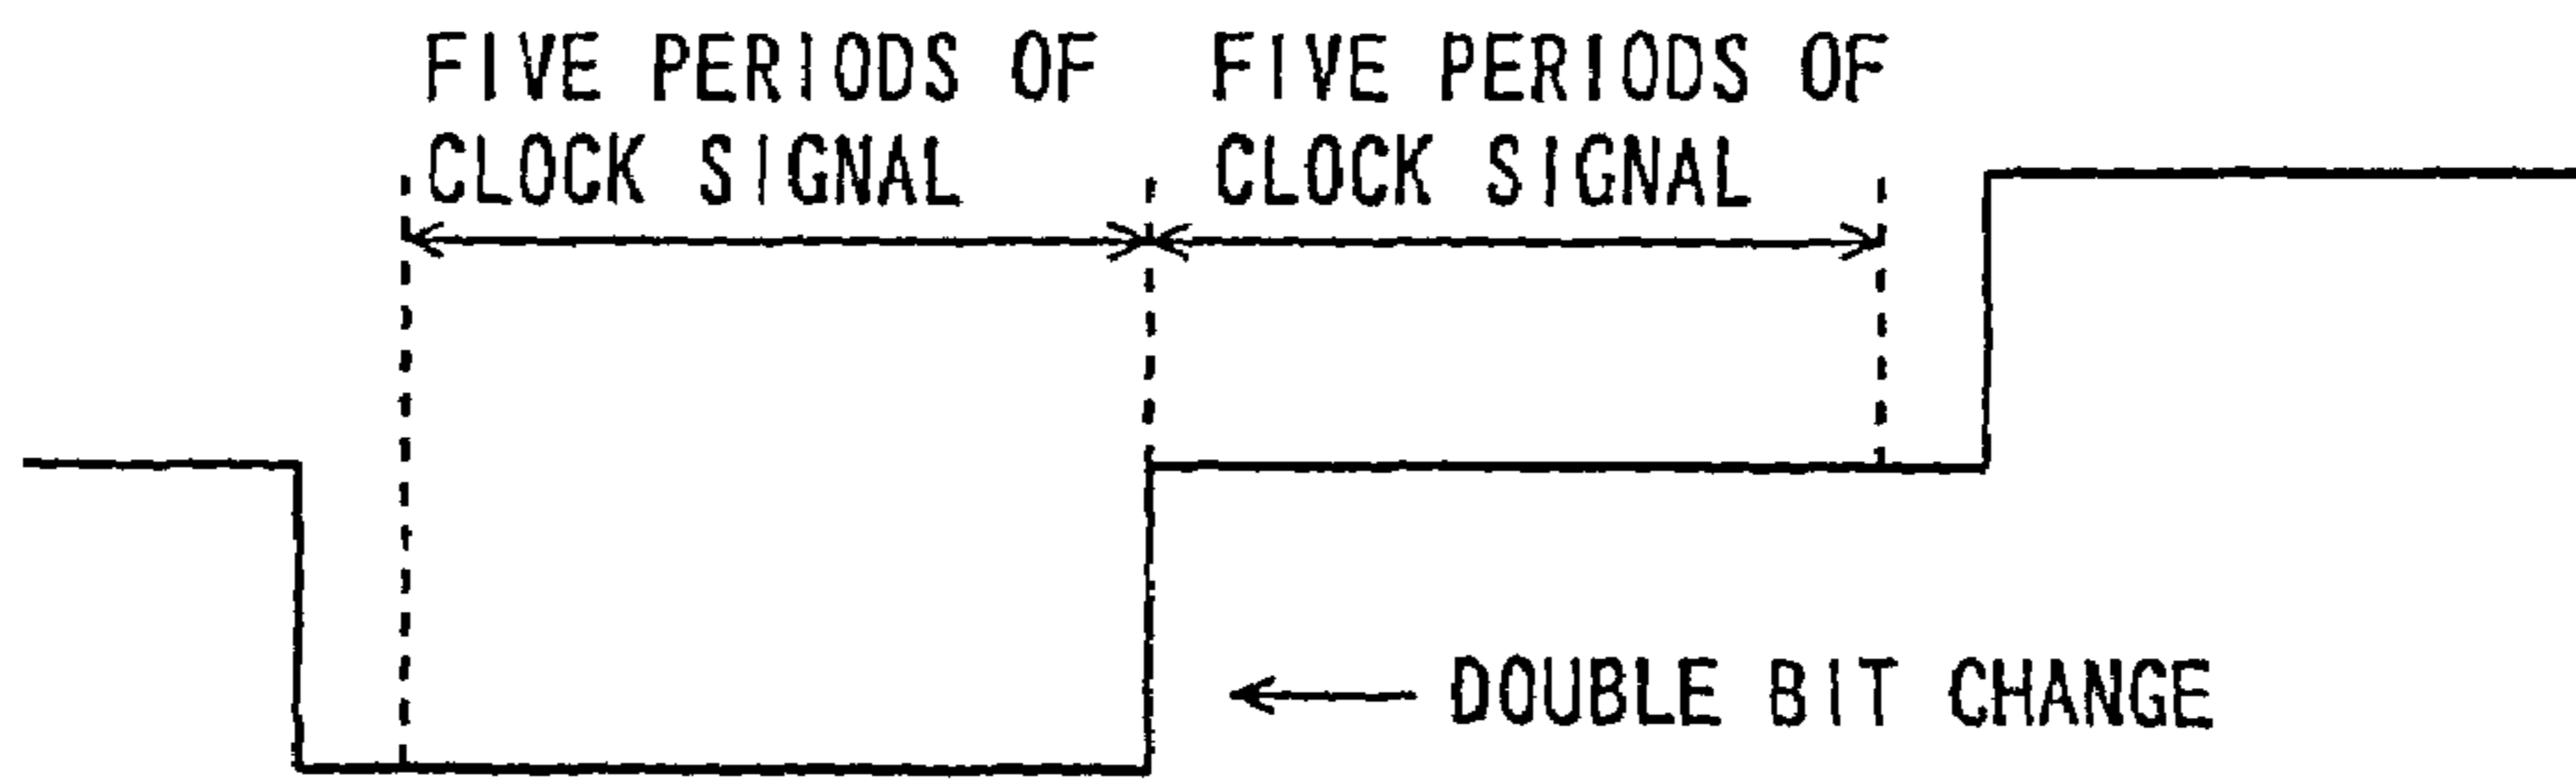 FIVE PERIODS OF
CLOCK SIGNAL
FIVE PERIODS OF
CLOCK SIGNAL
DOUBLE BIT CHANGE